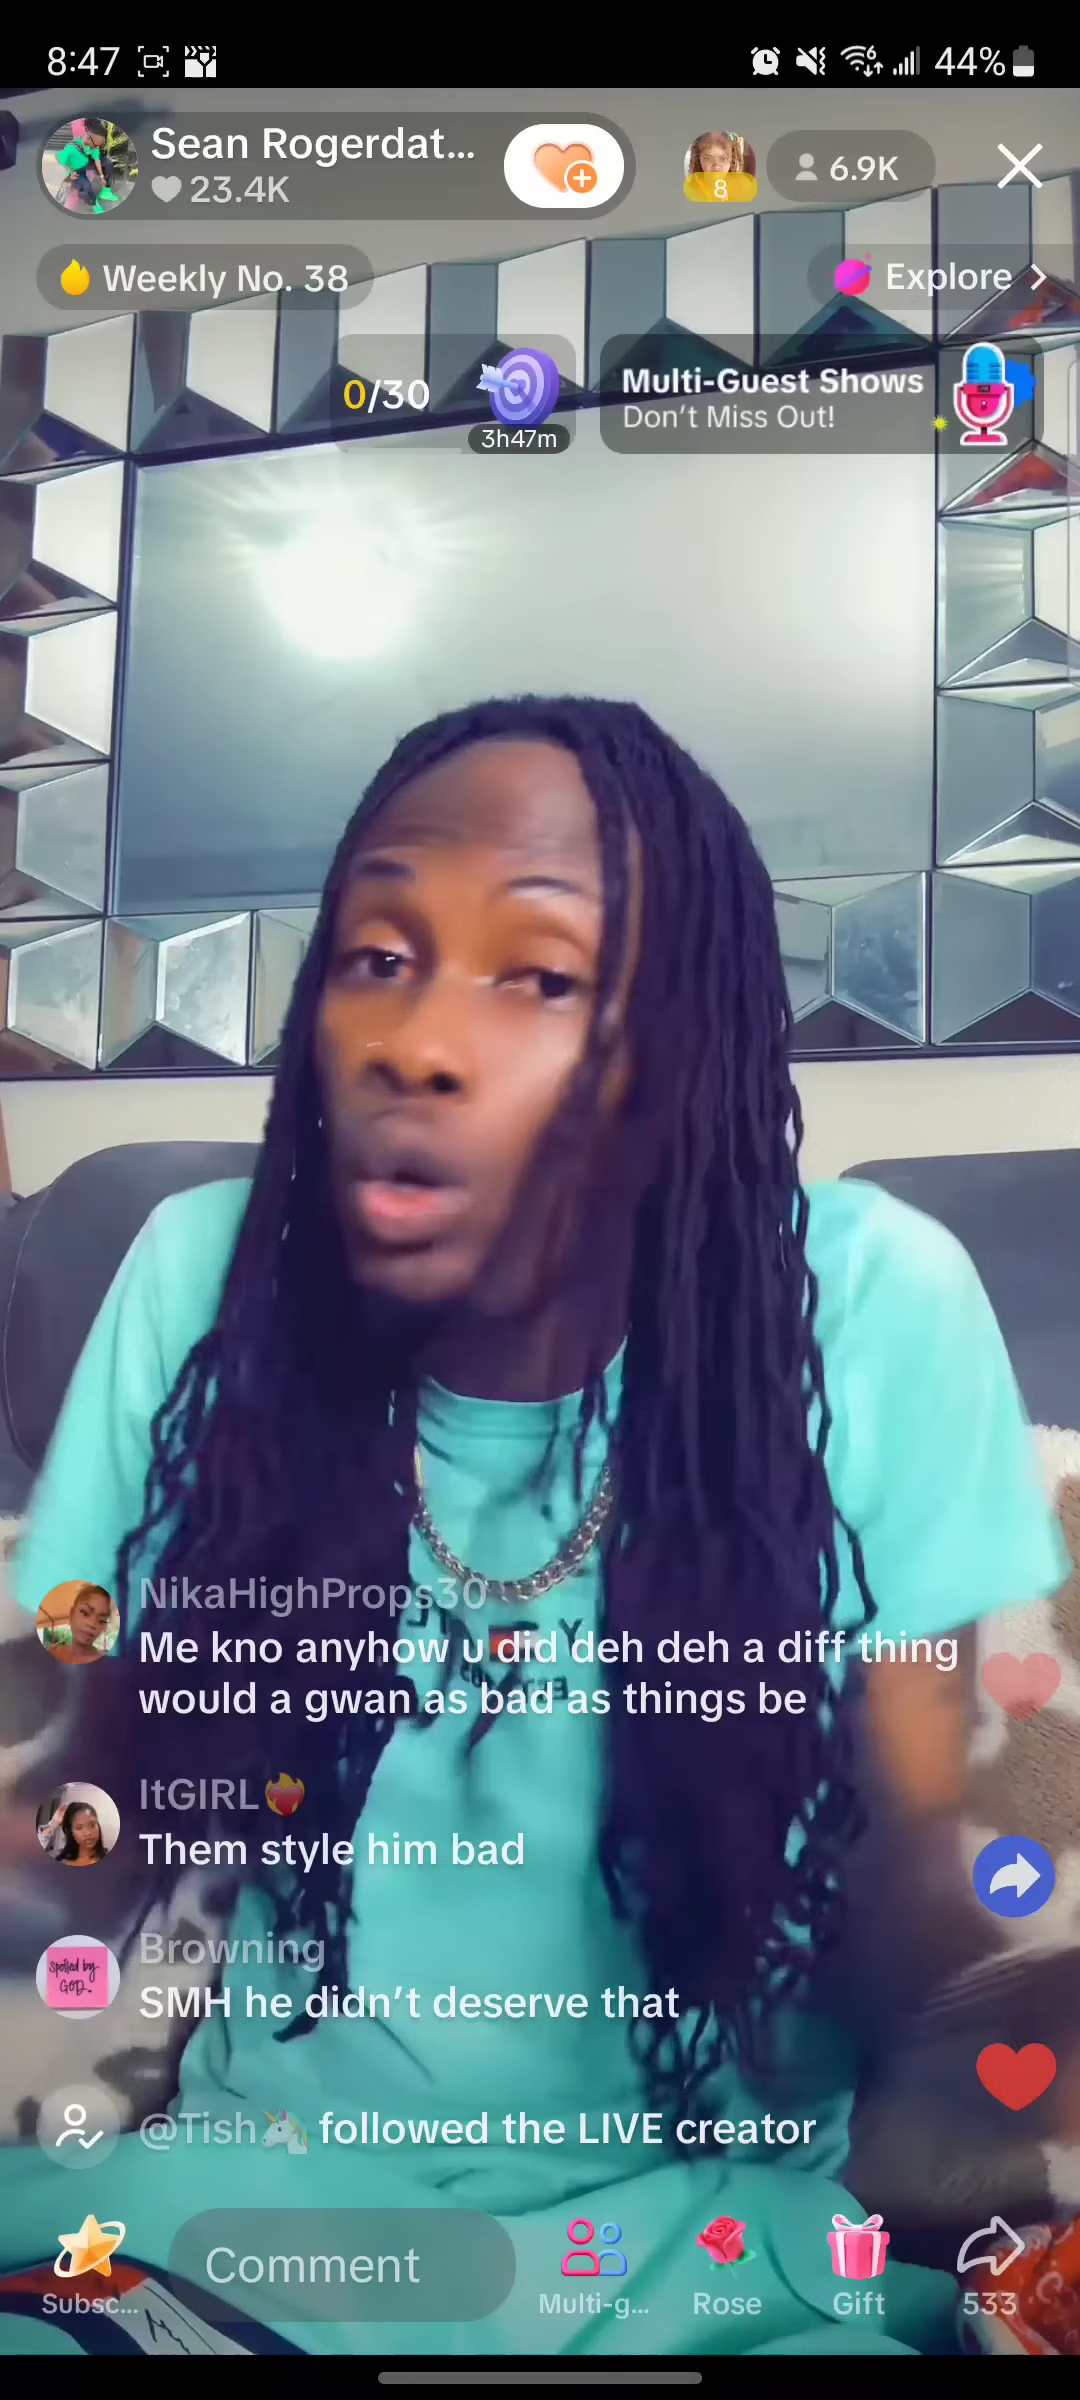 8:47
44%
Sean Rogerdat...
23.4K
8
6.9K
Weekly No. 38
Explore
0/30
3h47m
Multi-Guest Shows
Don't Miss Out!
NikaHighProps30
Me kno anyhow u did deh deh a diff thing
would a gwan as bad as things be
ItGIRL
Them style him bad
Spoiled by
GOD.
Browning
SMH he didn't deserve that
@Tish followed the LIVE creator
Subsc...
Comment
Multi-g...
Rose
Gift
533